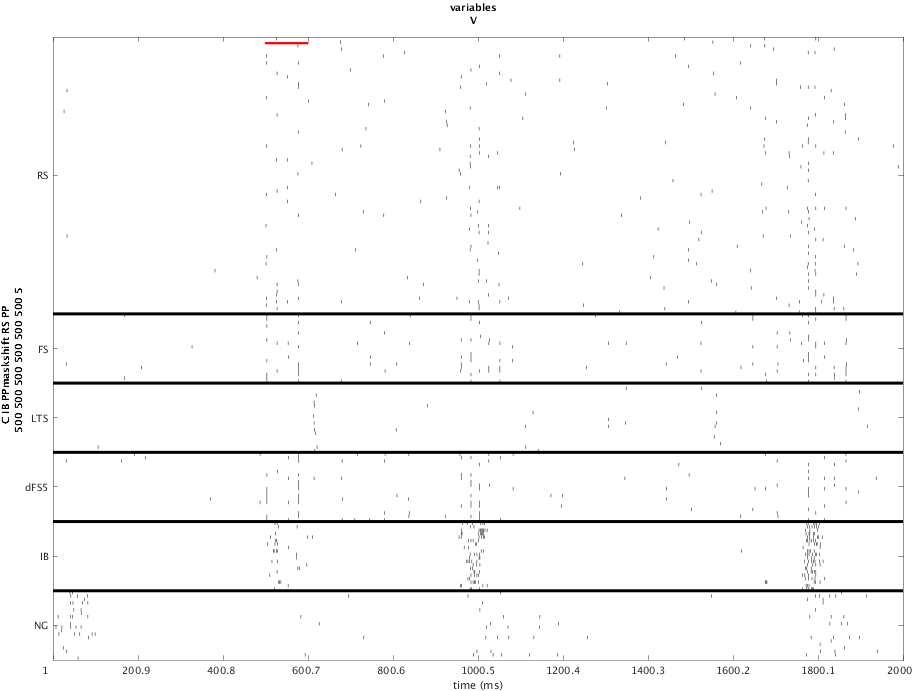 variables
V
RS
FS
LTS
dFS5
IB
NG
C IB PPmaskshift RS PP
500 500 500 500 500 500 500 5
1 200.9 400.8 600.7 800.6 1000.5 1200.4 1400.3 1600.2 1800.1 2000
time (ms)